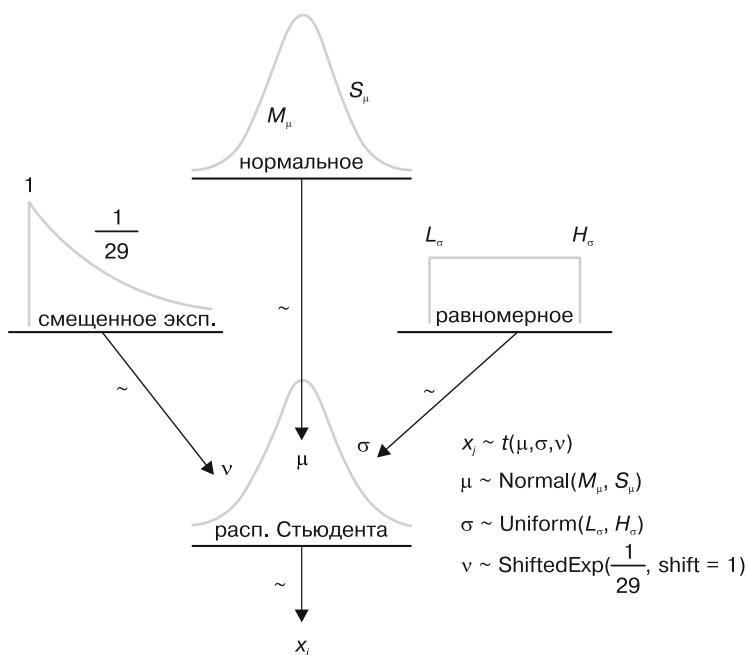 S_μ
M_μ
нормальное
1
1/29
смещенное эксп.
L_σ H_σ
равномерное
~
~
~
ν
μ
σ
расп. Стьюдента
~
x_i
x_i ~ t(μ,σ,ν)
μ ~ Normal(M_μ, S_μ)
σ ~ Uniform(L_σ, H_σ)
ν ~ ShiftedExp(1/29, shift = 1)